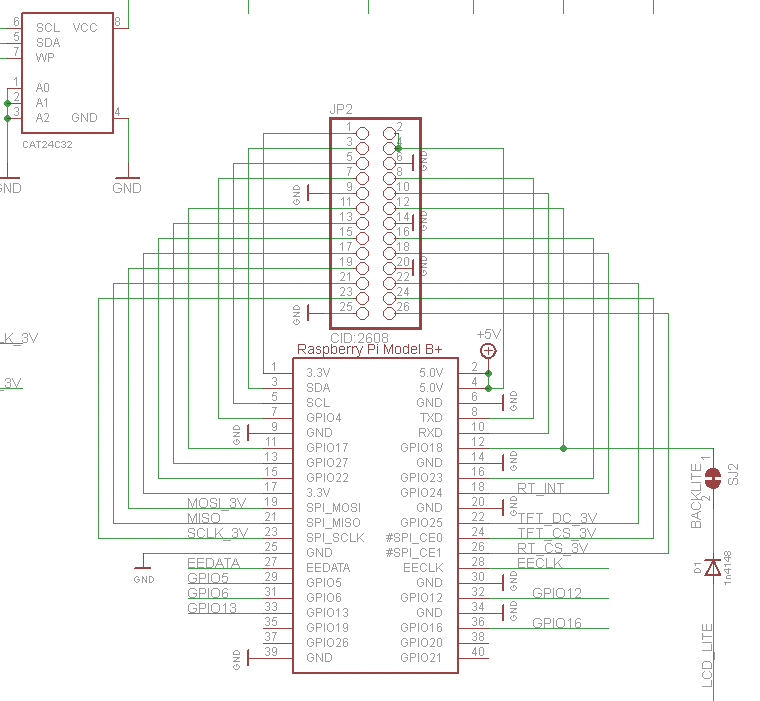 6 SCL VCC 8
5 SDA
7 WP
1 A0
2 A1
3 A2 GND 4
CAT24C32
GND
GND
JP2
1 2
3 4
5 6 GND
7 8
GND 9 10
11 12
13 14 GND
15 16
17 18
19 20 GND
21 22
23 24
GND 25 26
CID:2608
+5V
Raspberry Pi Model B+
1 3.3V 5.0V 2
3 SDA 5.0V 4
5 SCL GND 6 GND
7 GPIO4 TXD 8
GND 9 GND RXD 10
11 GPIO17 GPIO18 12
13 GPIO27 GND 14 GND
15 GPIO22 GPIO23 16
17 3.3V GPIO24 18 RT_INT
MOSI_3V 19 SPI_MOSI GND 20 GND
MISO 21 SPI_MISO GPIO25 22 TFT_DC_3V
SCLK_3V 23 SPI_SCLK #SPI_CE0 24 TFT_CS_3V
25 GND #SPI_CE1 26 RT_CS_3V
GND
EEDATA 27 EEDATA EECLK 28 EECLK
GPIO5 29 GPIO5 GND 30 GND
GPIO6 31 GPIO6 GPIO12 32 GPIO12
GPIO13 33 GPIO13 GND 34 GND
35 GPIO19 GPIO16 36 GPIO16
37 GPIO26 GPIO20 38
GND 39 GND GPIO21 40
LK_3V
_3V
BACKLITE
1
2
SJ2
D1
1n4148
LCD_LITE